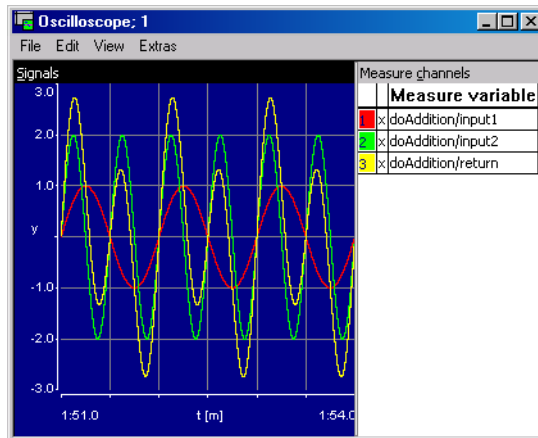 Oscilloscope; 1
File Edit View Extras
Signals
3.0
2.0
1.0
y
-1.0
-2.0
-3.0
1:51.0 t [m] 1:54.0
Measure channels
Measure variable
1 x doAddition/input1
2 x doAddition/input2
3 x doAddition/return